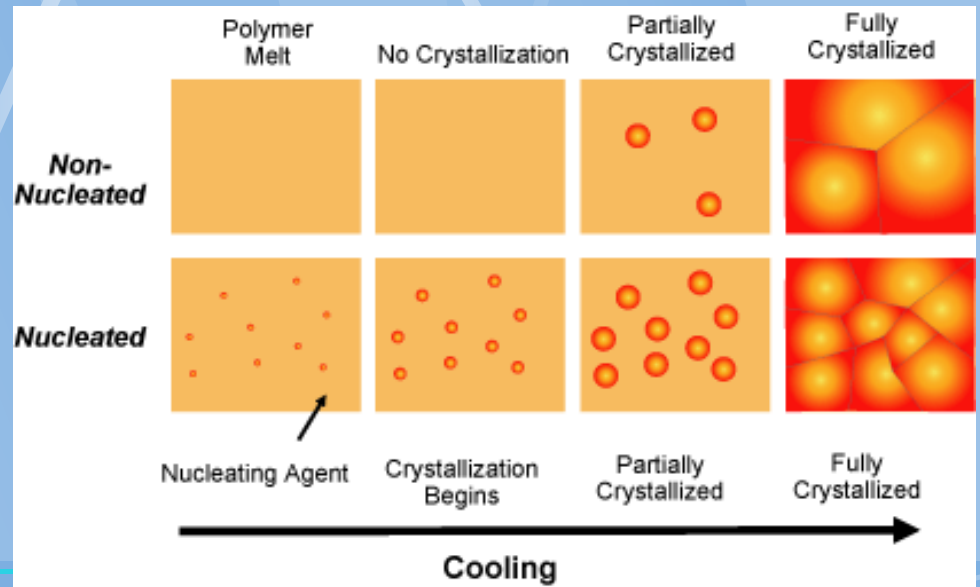 Polymer
Melt
No Crystallization
Partially
Crystallized
Fully
Crystallized
Non-
Nucleated
Nucleated
Nucleating Agent
Crystallization
Begins
Partially
Crystallized
Fully
Crystallized
Cooling